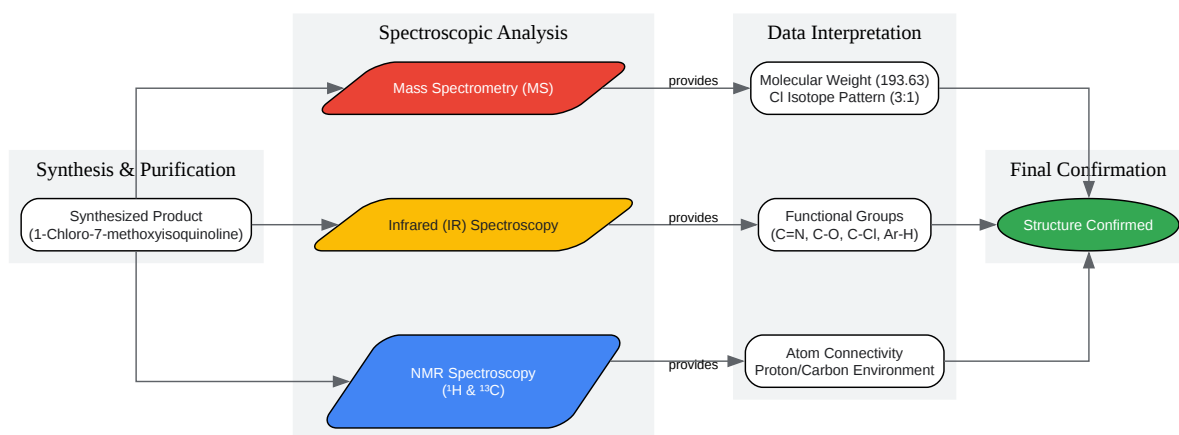 Spectroscopic Analysis
Data Interpretation
Mass Spectrometry (MS)
provides
Molecular Weight (193.63)
Cl Isotope Pattern (3:1)
Synthesis & Purification
Final Confirmation
Synthesized Product
(1-Chloro-7-methoxyisoquinoline)
Infrared (IR) Spectroscopy
provides
Functional Groups
(C=N, C-O, C-Cl, Ar-H)
Structure Confirmed
NMR Spectroscopy
(¹H & ¹³C)
provides
Atom Connectivity
Proton/Carbon Environment